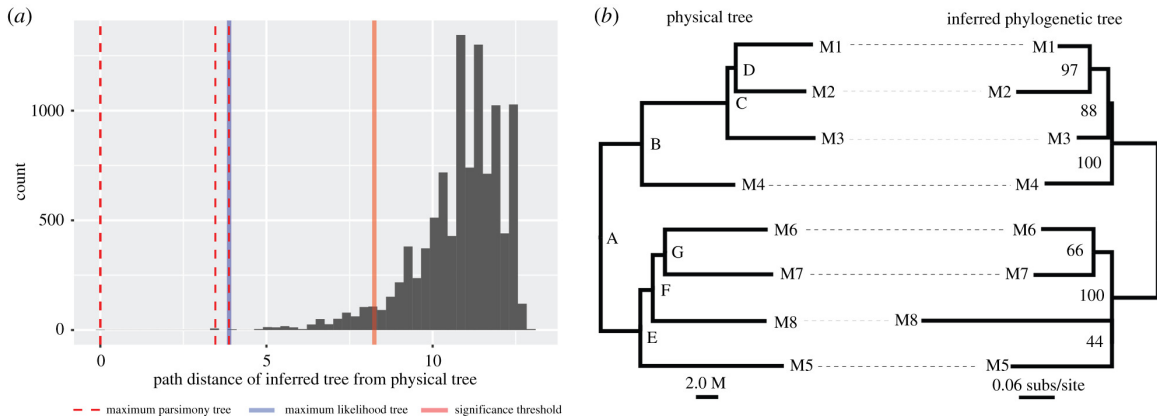 (a)
1000
500
0
count
0
5
10
path distance of inferred tree from physical tree
maximum parsimony tree
maximum likelihood tree
significance threshold
(b)
physical tree
inferred phylogenetic tree
M1
M1
D
97
M2
M2
C
88
M3
M3
B
100
M4
M4
A
M6
M6
G
66
M7
M7
F
100
M8
M8
E
44
M5
M5
2.0 M
0.06 subs/site